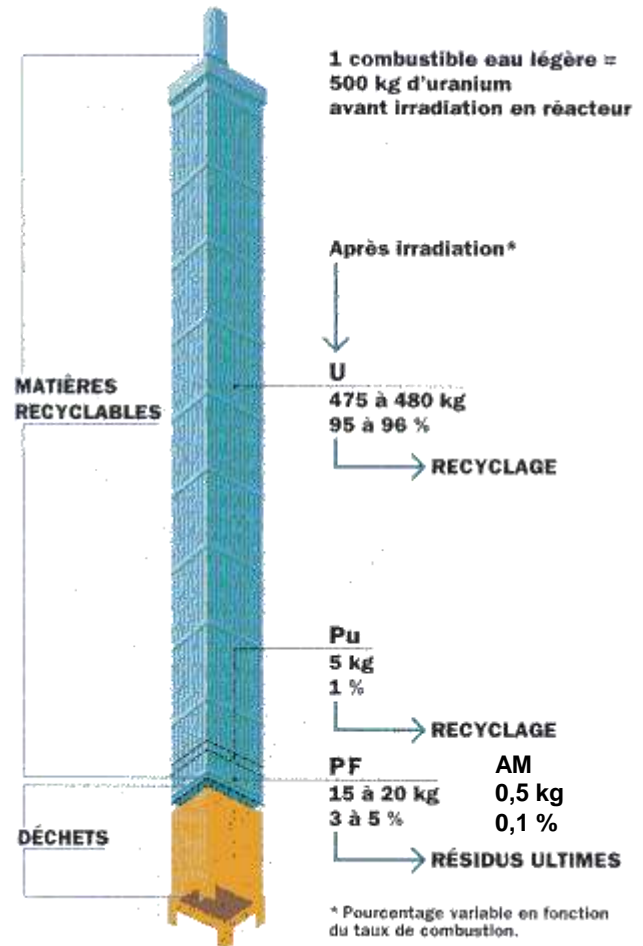 1 combustible eau légère =
500 kg d'uranium
avant irradiation en réacteur
Après irradiation*
U
475 à 480 kg
95 à 96 %
RECYCLAGE
MATIÈRES
RECYCLABLES
Pu
5 kg
1 %
RECYCLAGE
PF
15 à 20 kg
3 à 5 %
AM
0,5 kg
0,1 %
RÉSIDUS ULTIMES
DÉCHETS
* Pourcentage variable en fonction
du taux de combustion.